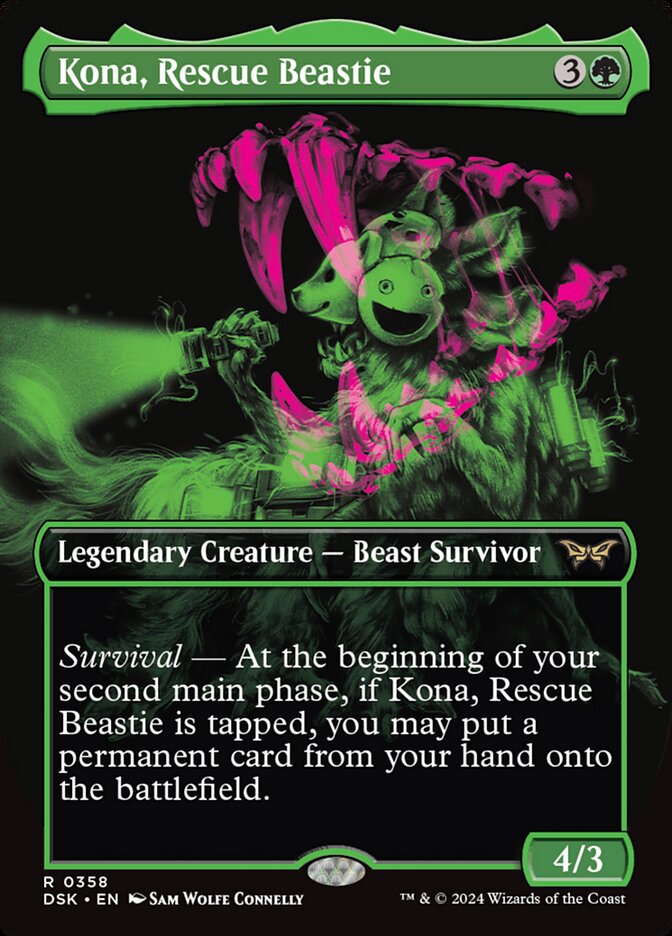 Kona, Rescue Beastie 3
Legendary Creature — Beast Survivor
Survival — At the beginning of your
second main phase, if Kona, Rescue
Beastie is tapped, you may put a
permanent card from your hand onto
the battlefield.
4/3
R 0358
DSK • EN Sam Wolfe Connelly
™ & © 2024 Wizards of the Coast